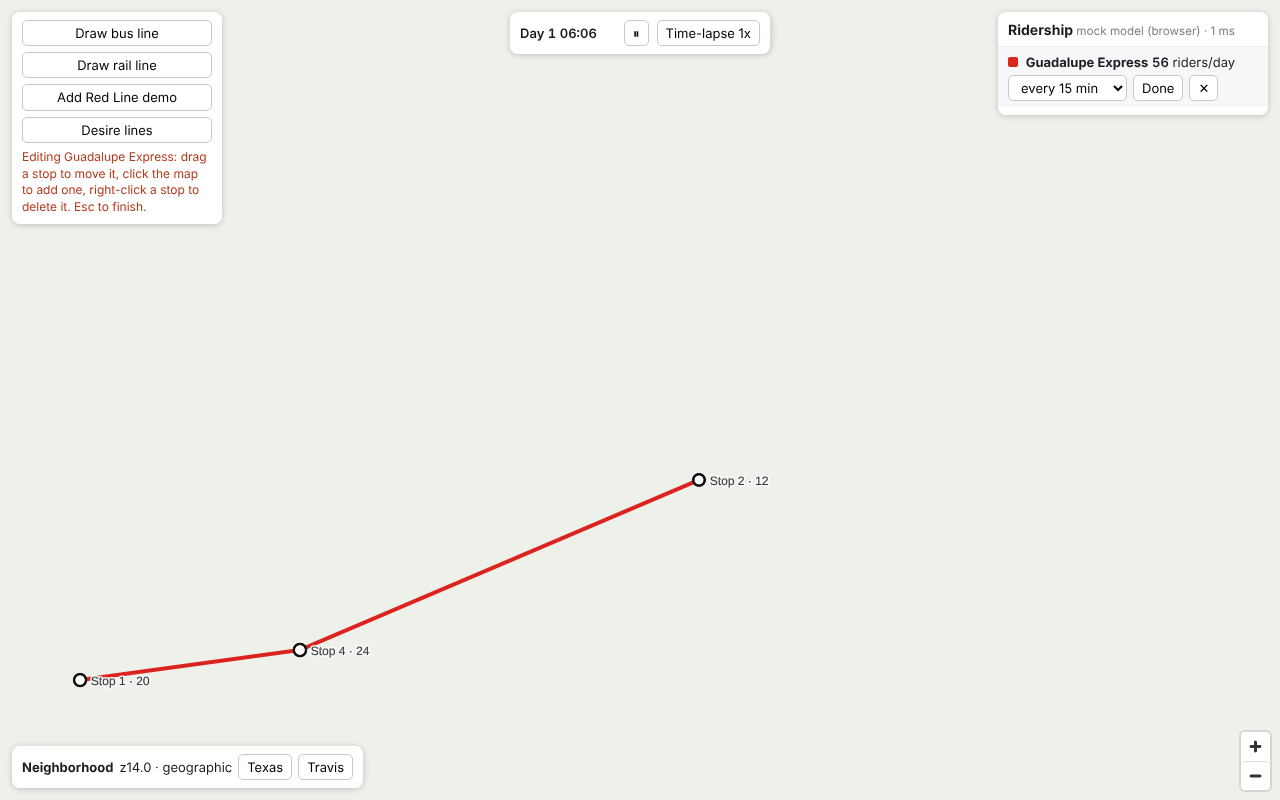 Draw bus line
Draw rail line
Add Red Line demo
Desire lines
Editing Guadalupe Express: drag
a stop to move it, click the map
to add one, right-click a stop to
delete it. Esc to finish.
Day 1 06:06
Time-lapse 1x
Ridership mock model (browser) · 1 ms
Guadalupe Express 56 riders/day
every 15 min Done ✕
Stop 2 · 12
Stop 4 · 24
Stop 1 · 20
Neighborhood z14.0 · geographic Texas Travis
+
−